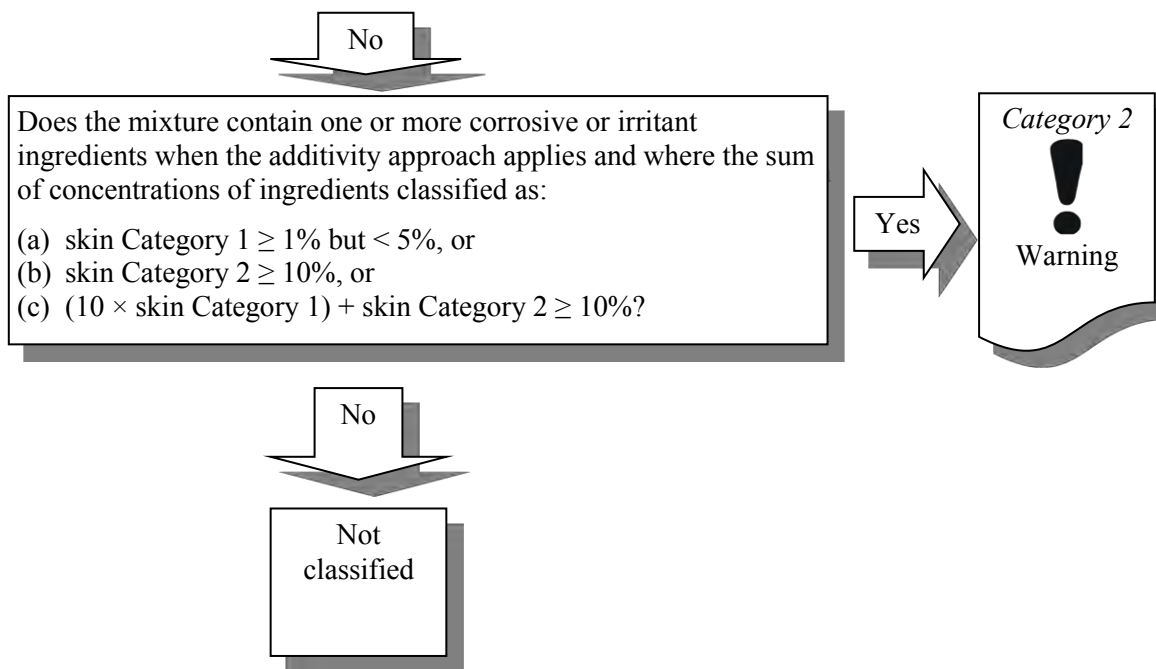 No
Does the mixture contain one or more corrosive or irritant
ingredients when the additivity approach applies and where the sum
of concentrations of ingredients classified as:
(a) skin Category 1 ≥ 1% but < 5%, or
(b) skin Category 2 ≥ 10%, or
(c) (10 × skin Category 1) + skin Category 2 ≥ 10%?
Yes
Category 2
Warning
No
Not
classified